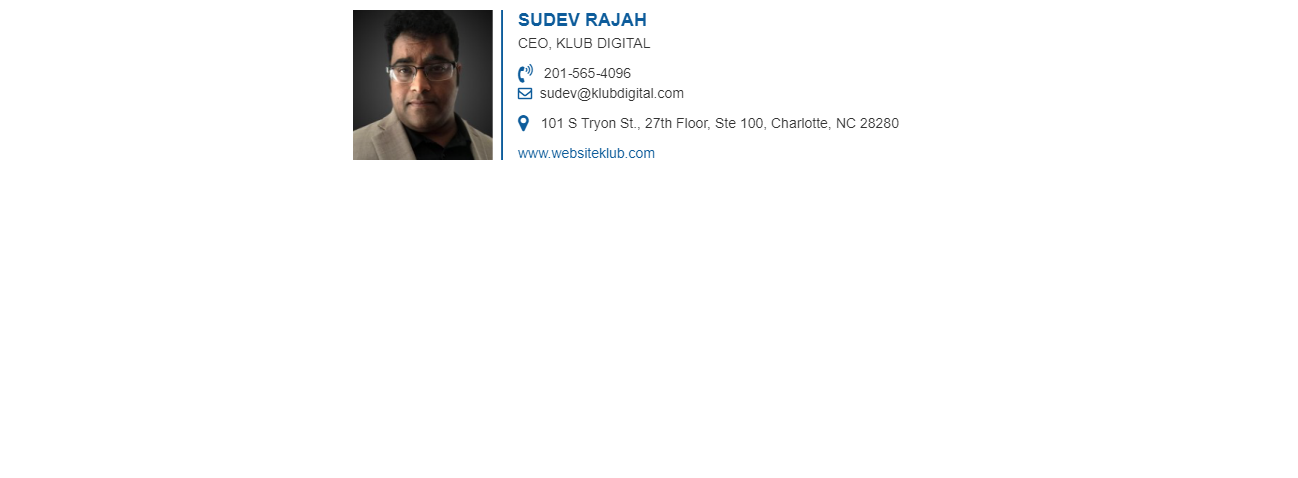 SUDEV RAJAH
CEO, KLUB DIGITAL
201-565-4096
sudev@klubdigital.com
101 S Tryon St., 27th Floor, Ste 100, Charlotte, NC 28280
www.websiteklub.com